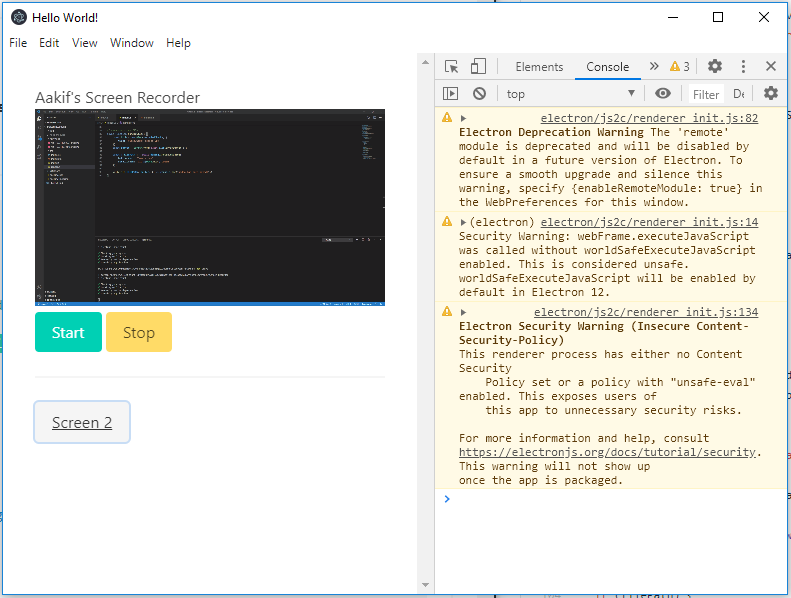 Hello World!
File Edit View Window Help
Aakif's Screen Recorder
Start Stop
Screen 2
Elements Console 3
top Filter De
electron/js2c/renderer_init.js:82
Electron Deprecation Warning The 'remote'
module is deprecated and will be disabled by
default in a future version of Electron. To
ensure a smooth upgrade and silence this
warning, specify {enableRemoteModule: true} in
the WebPreferences for this window.
(electron) electron/js2c/renderer_init.js:14
Security Warning: webFrame.executeJavaScript
was called without worldSafeExecuteJavaScript
enabled. This is considered unsafe.
worldSafeExecuteJavaScript will be enabled by
default in Electron 12.
electron/js2c/renderer_init.js:134
Electron Security Warning (Insecure Content-
Security-Policy)
This renderer process has either no Content
Security
Policy set or a policy with "unsafe-eval"
enabled. This exposes users of
this app to unnecessary security risks.
For more information and help, consult
https://electronjs.org/docs/tutorial/security.
This warning will not show up
once the app is packaged.